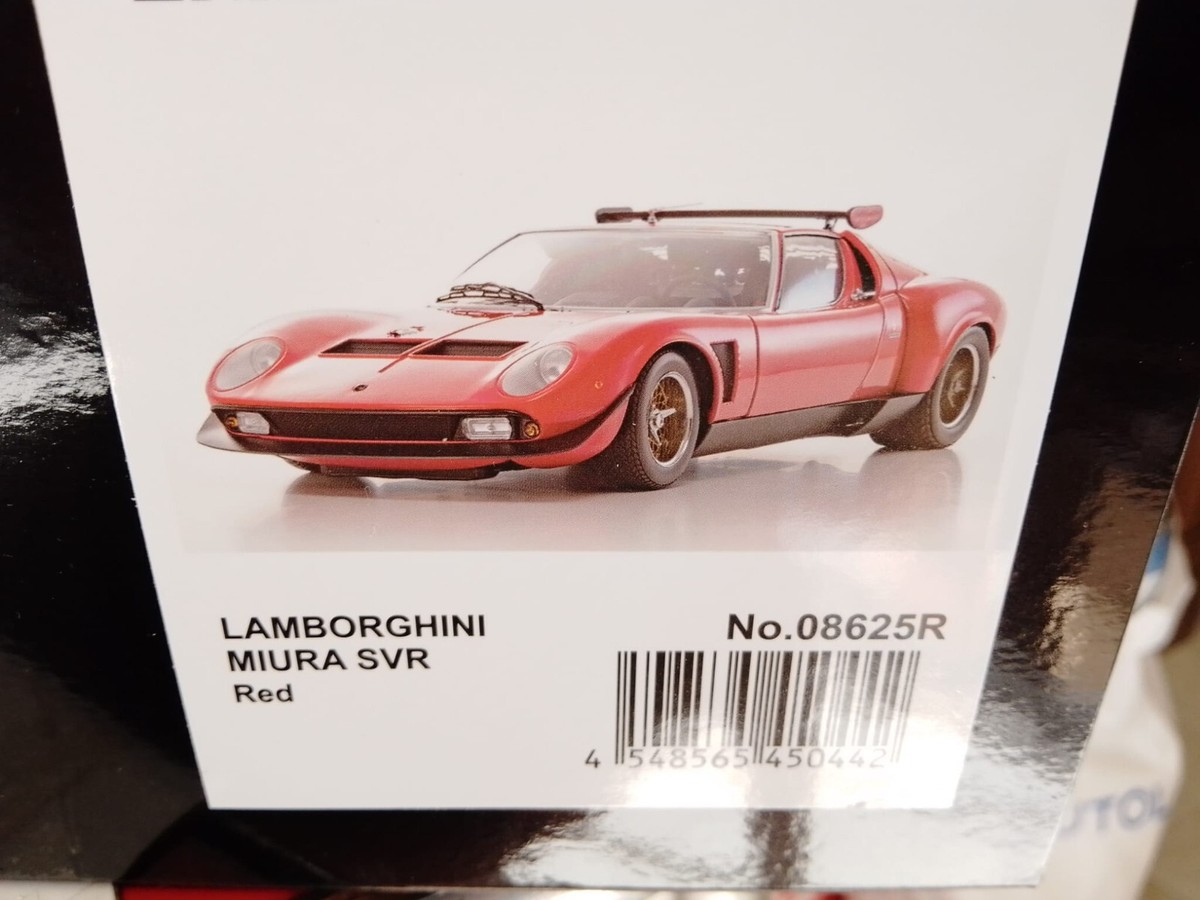 LAMBORGHINI
MIURA SVR
Red
No.08625R
4 548565 450442